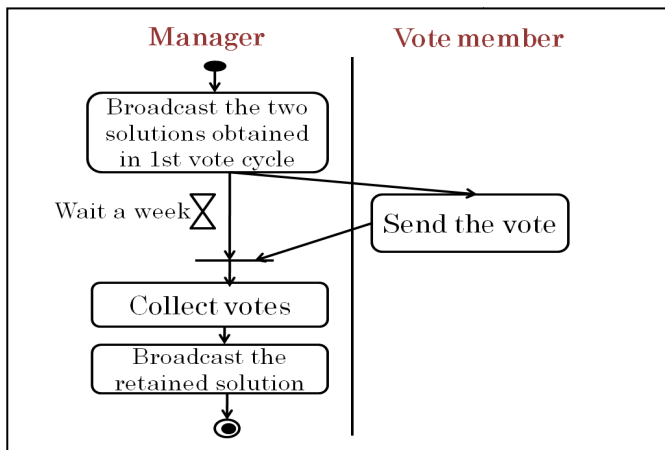 Manager
Vote member
Broadcast the two
solutions obtained
in 1st vote cycle
Wait a week
Send the vote
Collect votes
Broadcast the
retained solution